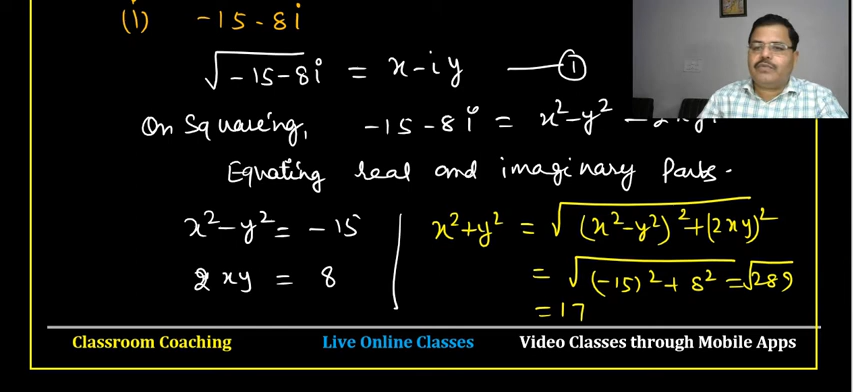 (i) -15-8i
√-15-8i = x-iy —— ①
On Squaring, -15-8i = x²-y²
Equating real and imaginary Parts.
x²-y² = -15
2xy = 8
x²+y² = √(x²-y²)²+(2xy)²
= √(-15)²+8² = √289
= 17
Classroom Coaching Live Online Classes Video Classes through Mobile Apps